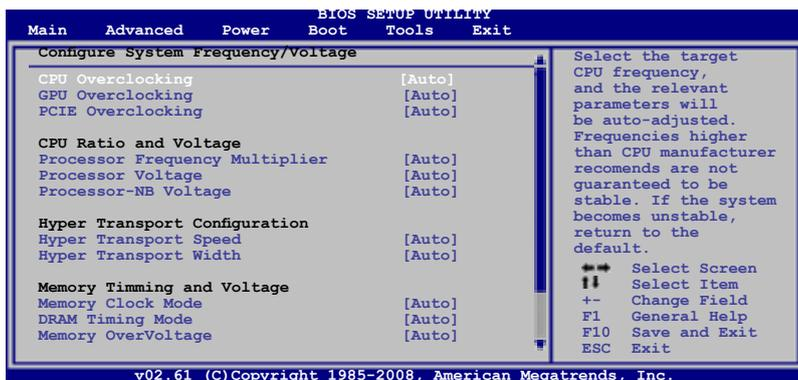 BIOS SETUP UTILITY
Main Advanced Power Boot Tools Exit
Configure System Frequency/Voltage
CPU Overclocking [Auto]
GPU Overclocking [Auto]
PCIE Overclocking [Auto]
CPU Ratio and Voltage
Processor Frequency Multiplier [Auto]
Processor Voltage [Auto]
Processor-NB Voltage [Auto]
Hyper Transport Configuration
Hyper Transport Speed [Auto]
Hyper Transport Width [Auto]
Memory Timming and Voltage
Memory Clock Mode [Auto]
DRAM Timing Mode [Auto]
Memory OverVoltage [Auto]
Select the target
CPU frequency,
and the relevant
parameters will
be auto-adjusted.
Frequencies higher
than CPU manufacturer
recomends are not
guaranteed to be
stable. If the system
becomes unstable,
return to the
default.
←→ Select Screen
↑↓ Select Item
+- Change Field
F1 General Help
F10 Save and Exit
ESC Exit
v02.61 (C)Copyright 1985-2008, American Megatrends, Inc.